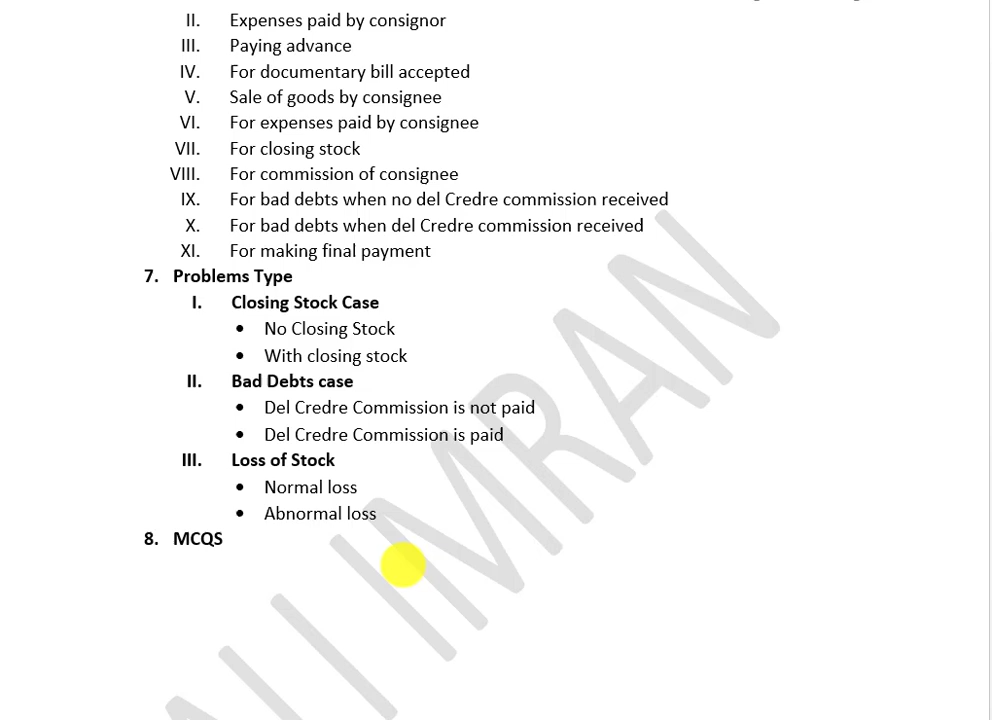 II. Expenses paid by consignor
III. Paying advance
IV. For documentary bill accepted
V. Sale of goods by consignee
VI. For expenses paid by consignee
VII. For closing stock
VIII. For commission of consignee
IX. For bad debts when no del Credre commission received
X. For bad debts when del Credre commission received
XI. For making final payment
7. Problems Type
I. Closing Stock Case
• No Closing Stock
• With closing stock
II. Bad Debts case
• Del Credre Commission is not paid
• Del Credre Commission is paid
III. Loss of Stock
• Normal loss
• Abnormal loss
8. MCQS
IMRAN